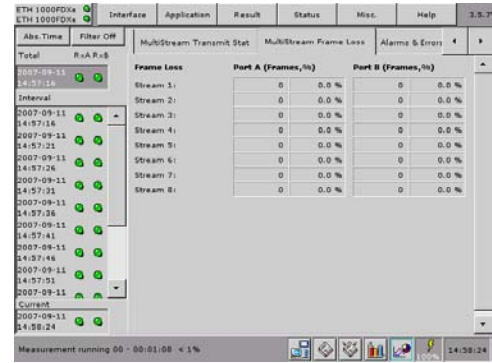 ETH 1000FDXa
ETH 1000FDXa
Interface Application Result Status Misc. Help 2.5.7
Abs.Time Filter Off
MultiStream Transmit Stat MultiStream Frame Loss Alarms & Errors
Total RxA RxB
2007-09-11
14:57:16
Interval
2007-09-11
14:57:16
2007-09-11
14:57:21
2007-09-11
14:57:26
2007-09-11
14:57:31
2007-09-11
14:57:36
2007-09-11
14:57:41
2007-09-11
14:57:46
2007-09-11
14:57:51
2007-09-11
Current
2007-09-11
14:58:24
Frame Loss Port A (Frames,%) Port B (Frames,%)
Stream 1: 0 0.0 % 0 0.0 %
Stream 2: 0 0.0 % 0 0.0 %
Stream 3: 0 0.0 % 0 0.0 %
Stream 4: 0 0.0 % 0 0.0 %
Stream 5: 0 0.0 % 0 0.0 %
Stream 6: 0 0.0 % 0 0.0 %
Stream 7: 0 0.0 % 0 0.0 %
Stream 8: 0 0.0 % 0 0.0 %
Measurement running 00 - 00:01:08 < 1%
100%
14:58:24